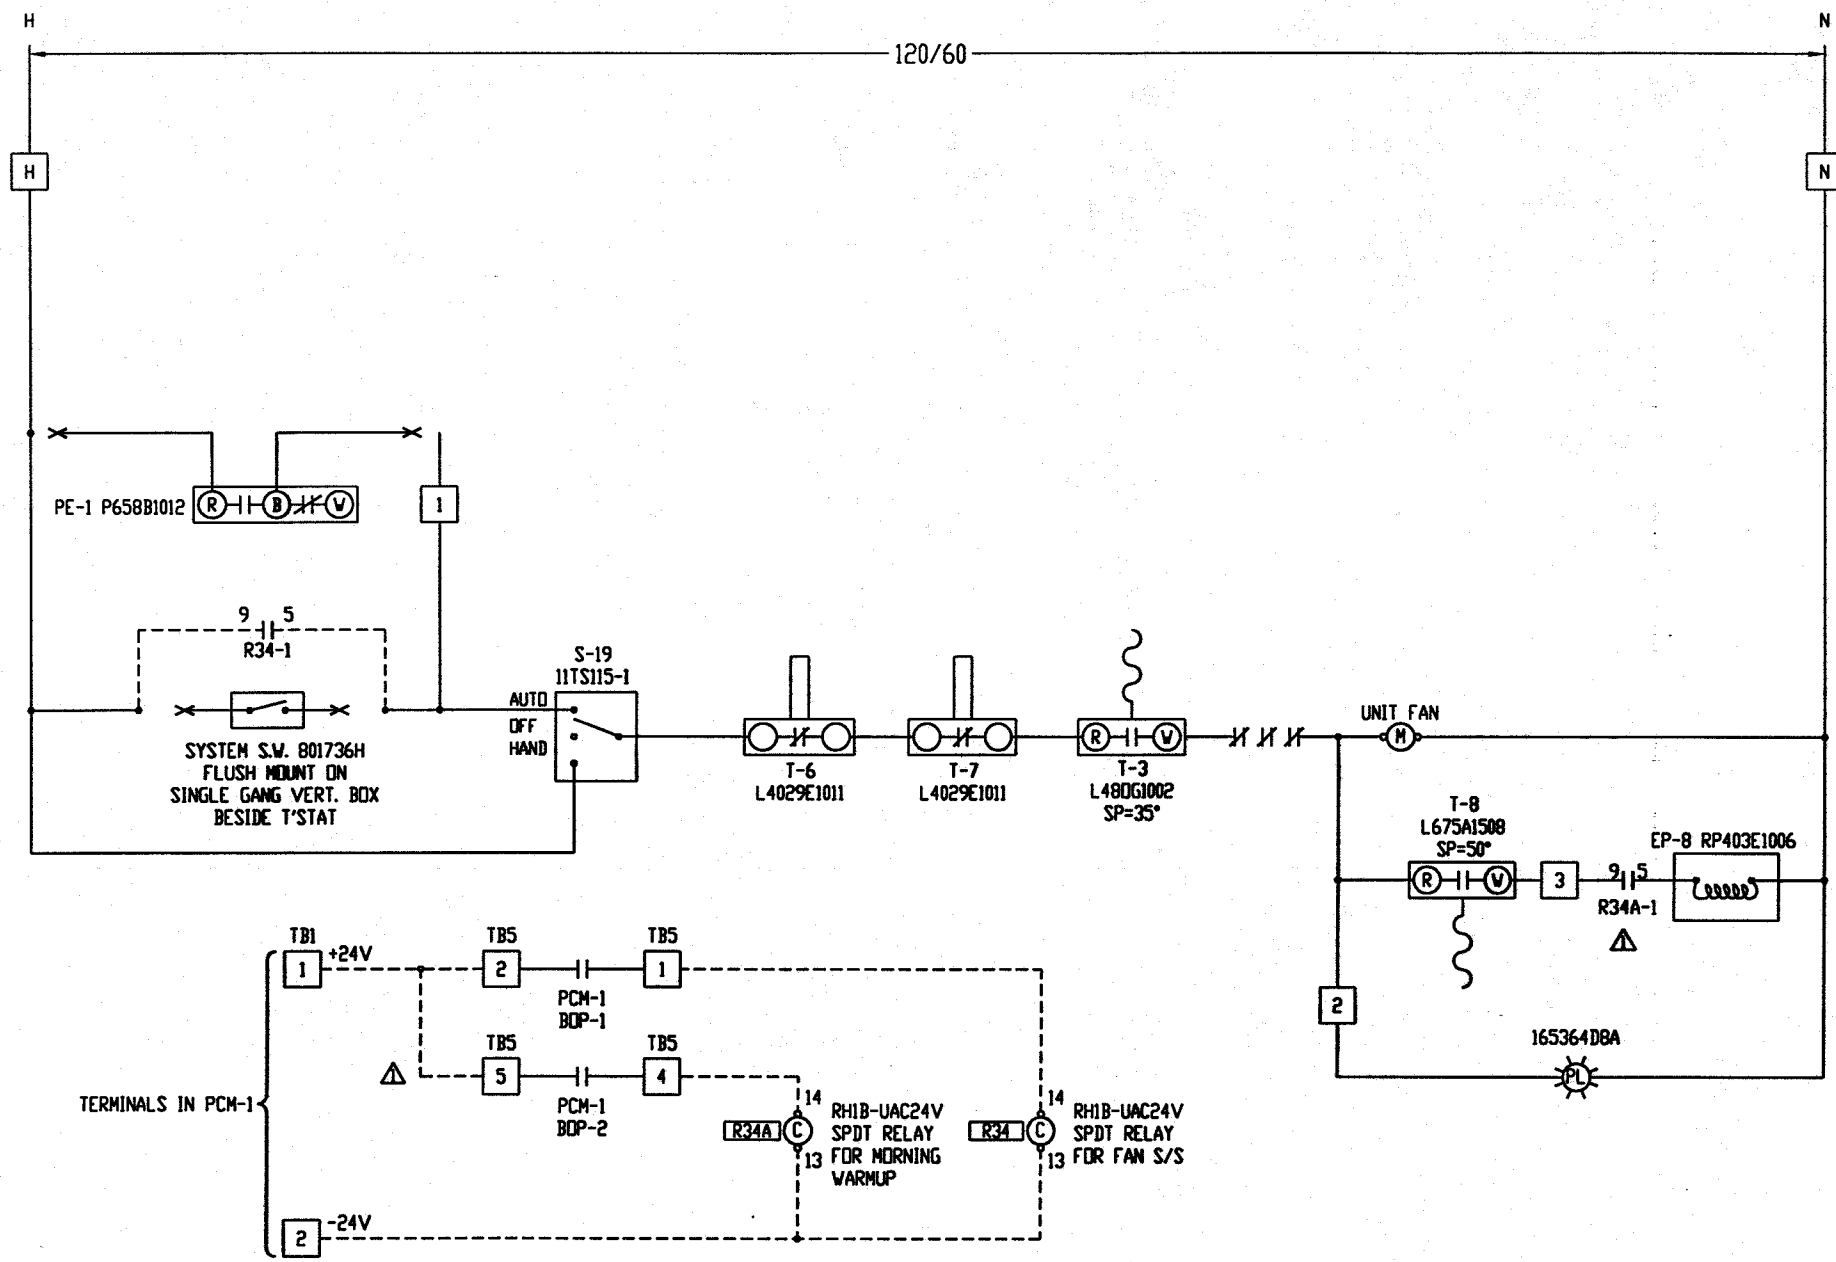 H
N
120/60
H
N
PE-1 P658B1012
R
B
W
1
9 5
R34-1
SYSTEM S.W. 801736H
FLUSH MOUNT ON
SINGLE GANG VERT. BOX
BESIDE T'STAT
S-19
11TS115-1
AUTO
OFF
HAND
T-6
L4029E1011
T-7
L4029E1011
R
W
T-3
L480G1002
SP=35°
UNIT FAN
M
T-8
L675A1508
SP=50°
R
W
3
9 5
R34A-1
1
EP-8 RP403E1006
2
165364D8A
PL
TERMINALS IN PCM-1
TB1
1
+24V
TB5
2
PCM-1
BOP-1
TB5
1
1
TB5
5
PCM-1
BOP-2
TB5
4
R34A
C
14
13
RH1B-UAC24V
SPDT RELAY
FOR MORNING
WARMUP
R34
C
14
13
RH1B-UAC24V
SPDT RELAY
FOR FAN S/S
2
-24V